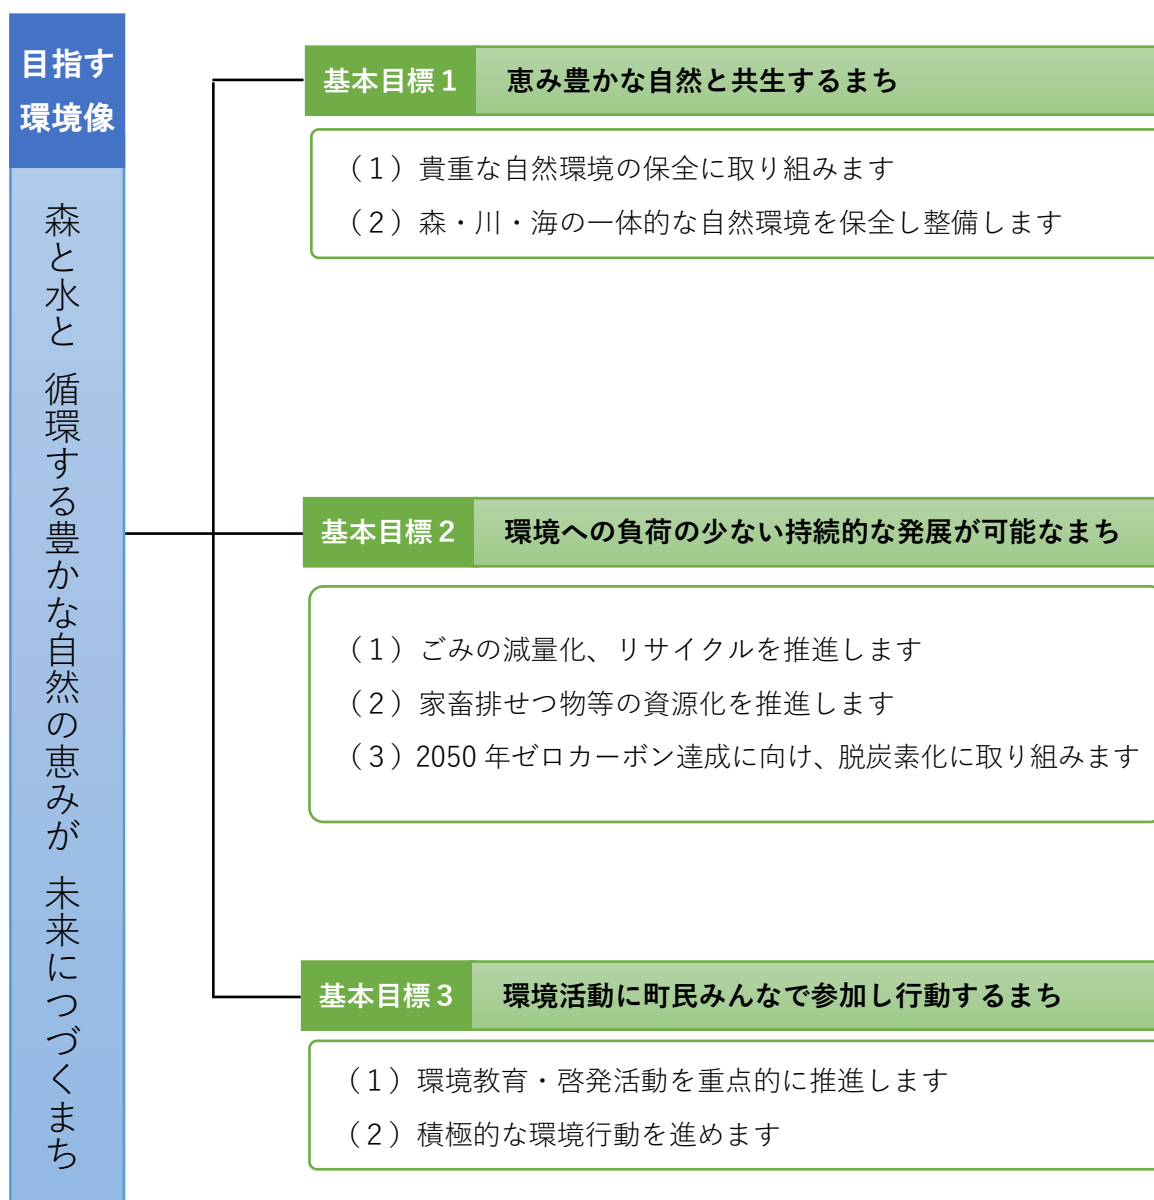 目指す
環境像
森と水と 循環する豊かな自然の恵みが 未来につづくまち
基本目標１ 恵み豊かな自然と共生するまち
（１）貴重な自然環境の保全に取り組みます
（２）森・川・海の一体的な自然環境を保全し整備します
基本目標２ 環境への負荷の少ない持続的な発展が可能なまち
（１）ごみの減量化、リサイクルを推進します
（２）家畜排せつ物等の資源化を推進します
（３）2050 年ゼロカーボン達成に向け、脱炭素化に取り組みます
基本目標３ 環境活動に町民みんなで参加し行動するまち
（１）環境教育・啓発活動を重点的に推進します
（２）積極的な環境行動を進めます